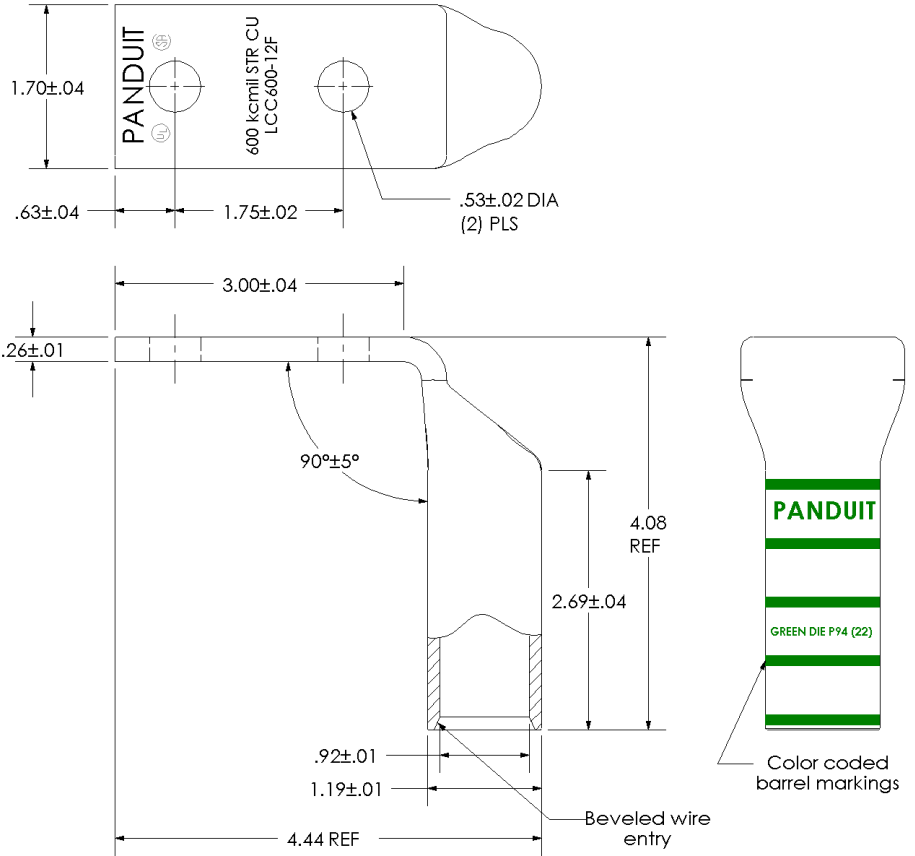 PANDUIT
UL
SA
600 kcmil STR CU
LCC600-12F
1.70±.04
.63±.04
1.75±.02
.53±.02 DIA
(2) PLS
3.00±.04
.26±.01
90°±5°
4.08
REF
2.69±.04
PANDUIT
GREEN DIE P94 (22)
.92±.01
1.19±.01
4.44 REF
Beveled wire
entry
Color coded
barrel markings